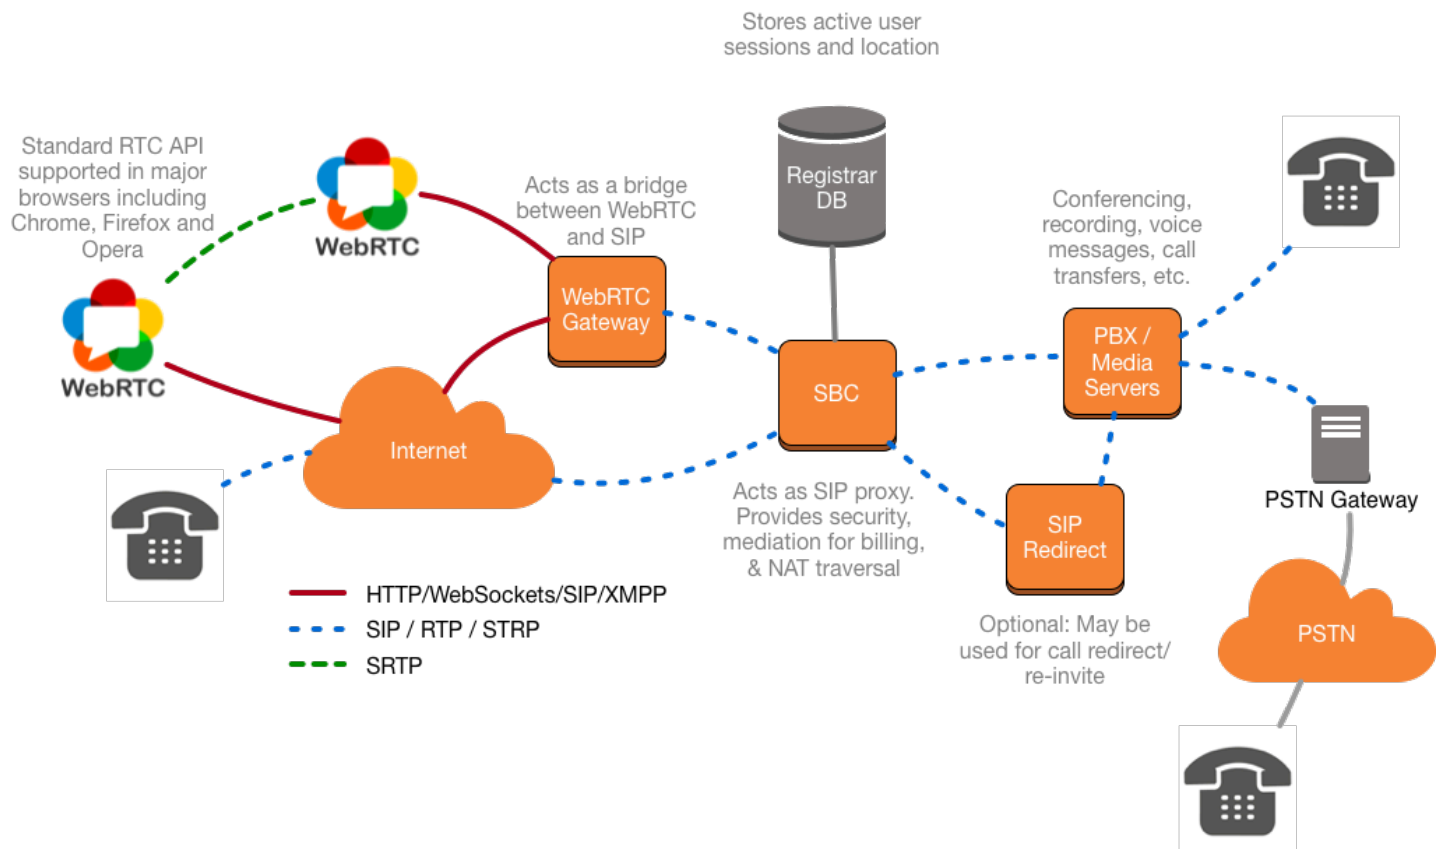 Stores active user
sessions and location
Standard RTC API
supported in major
browsers including
Chrome, Firefox and
Opera
WebRTC
WebRTC
Acts as a bridge
between WebRTC
and SIP
WebRTC
Gateway
Registrar
DB
Conferencing,
recording, voice
messages, call
transfers, etc.
PBX /
Media
Servers
SBC
Internet
Acts as SIP proxy.
Provides security,
mediation for billing,
& NAT traversal
SIP
Redirect
Optional: May be
used for call redirect/
re-invite
PSTN Gateway
PSTN
HTTP/WebSockets/SIP/XMPP
SIP / RTP / STRP
SRTP